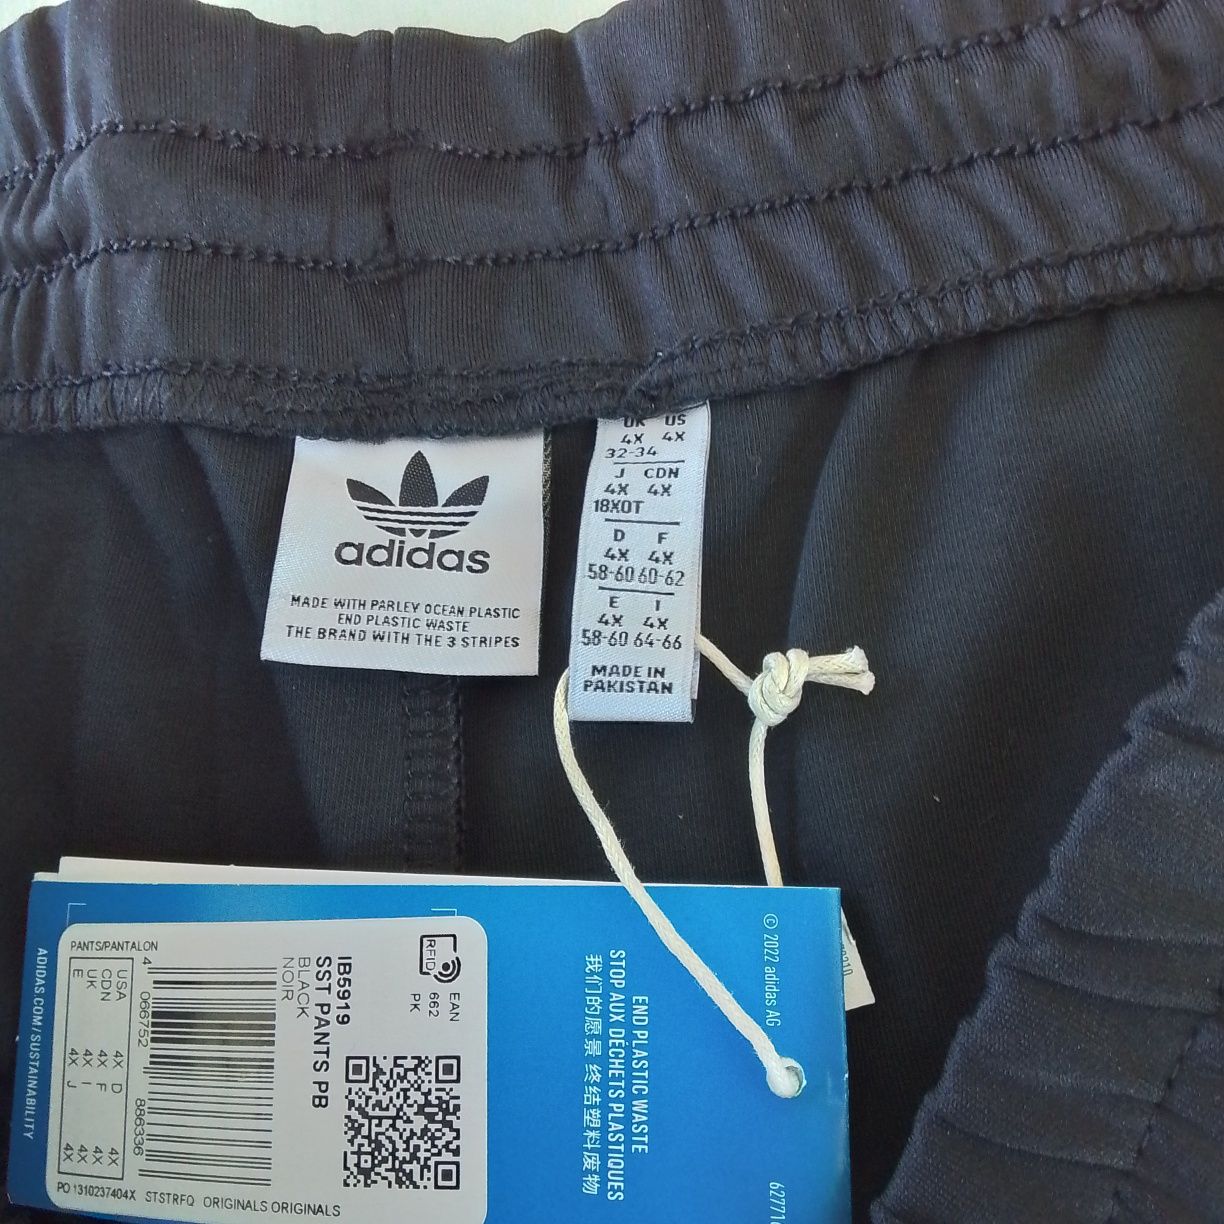 adidas
MADE WITH PARLEY OCEAN PLASTIC
END PLASTIC WASTE
THE BRAND WITH THE 3 STRIPES
UK US
4X 4X
32-34
J CDN
4X 4X
18XOT
D F
4X 4X
58-60 60-62
E I
4X 4X
58-60 64-66
MADE IN
PAKISTAN
© 2022 adidas AG
END PLASTIC WASTE
STOP AUX DÉCHETS PLASTIQUES
我们的愿景 终结塑料废物
RFID
EAN
662
PK
IB5919
SST PANTS PB
BLACK
NOIR
4 066752 886336
PANTS/PANTALON
USA 4X D 4X
CDN 4X F 4X
UK 4X I 4X
E 4X J 4X
PO 1310237404X STSTRFQ ORIGINALS ORIGINALS
ADIDAS.COM/SUSTAINABILITY